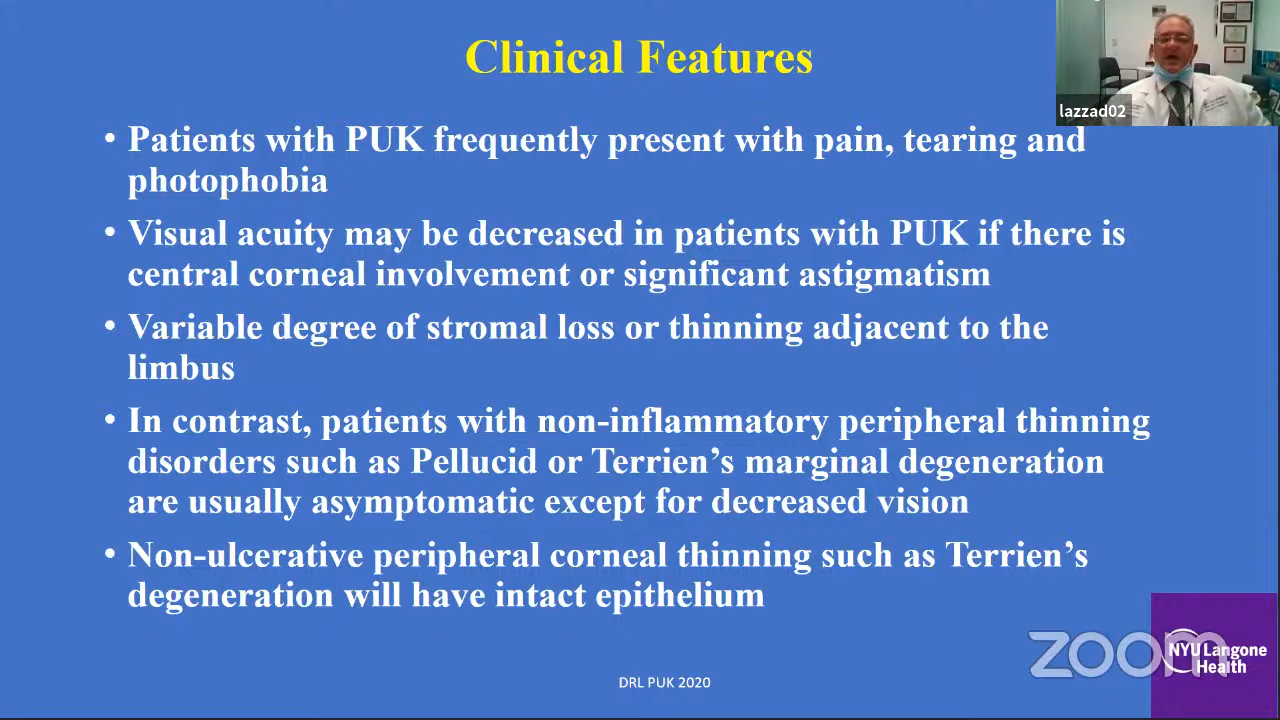 Clinical Features
lazzad02
• Patients with PUK frequently present with pain, tearing and
photophobia
• Visual acuity may be decreased in patients with PUK if there is
central corneal involvement or significant astigmatism
• Variable degree of stromal loss or thinning adjacent to the
limbus
• In contrast, patients with non-inflammatory peripheral thinning
disorders such as Pellucid or Terrien’s marginal degeneration
are usually asymptomatic except for decreased vision
• Non-ulcerative peripheral corneal thinning such as Terrien’s
degeneration will have intact epithelium
zoom
NYU Langone
Health
DRL PUK 2020